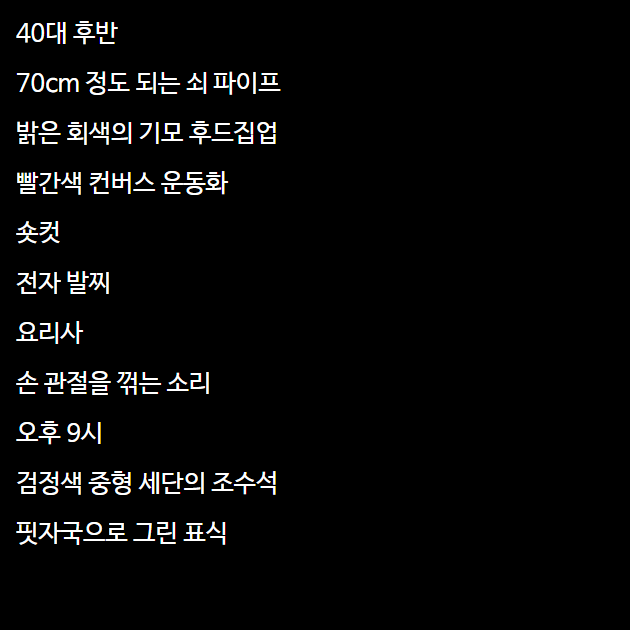 40대 후반
70cm 정도 되는 쇠 파이프
밝은 회색의 기모 후드집업
빨간색 컨버스 운동화
숏컷
전자 발찌
요리사
손 관절을 꺾는 소리
오후 9시
검정색 중형 세단의 조수석
핏자국으로 그린 표식